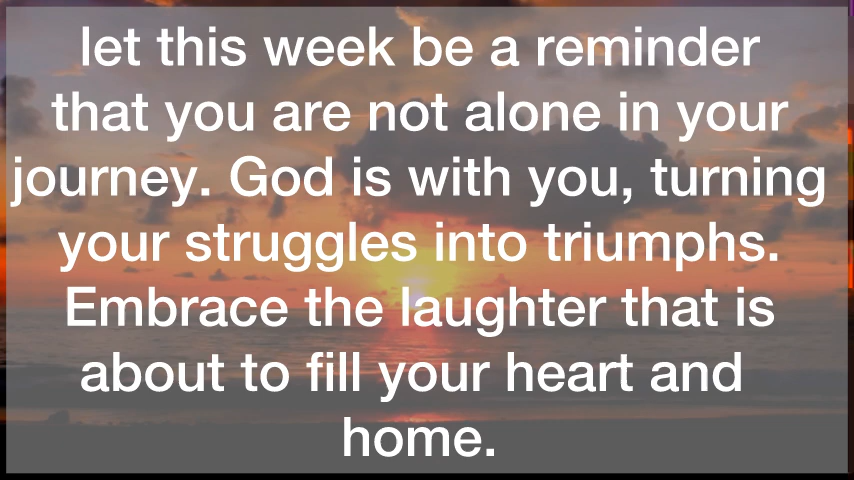 let this week be a reminder
that you are not alone in your
journey. God is with you, turning
your struggles into triumphs.
Embrace the laughter that is
about to fill your heart and
home.